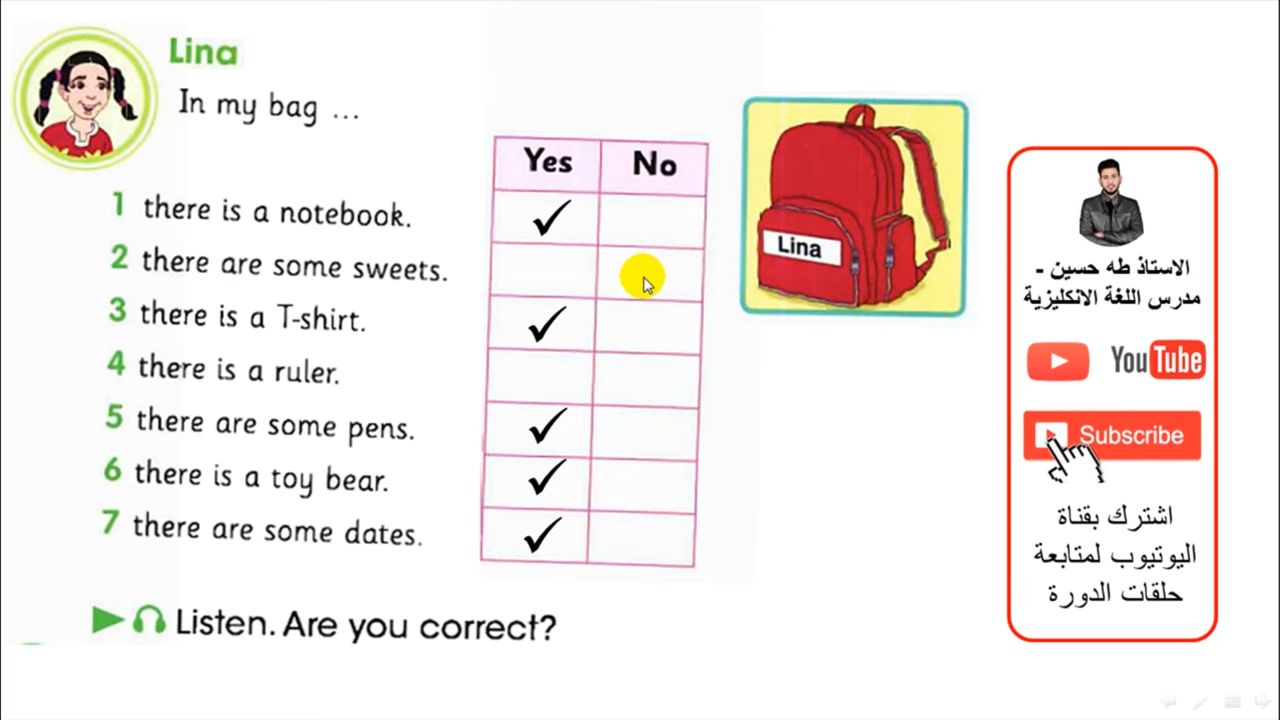 Lina
In my bag ...
Yes No
1 there is a notebook. ✓
2 there are some sweets.
3 there is a T-shirt. ✓
4 there is a ruler.
5 there are some pens. ✓
6 there is a toy bear. ✓
7 there are some dates. ✓
Listen. Are you correct?
Lina
الاستاذ طه حسين -
مدرس اللغة الانكليزية
YouTube
Subscribe
اشترك بقناة
اليوتيوب لمتابعة
حلقات الدورة